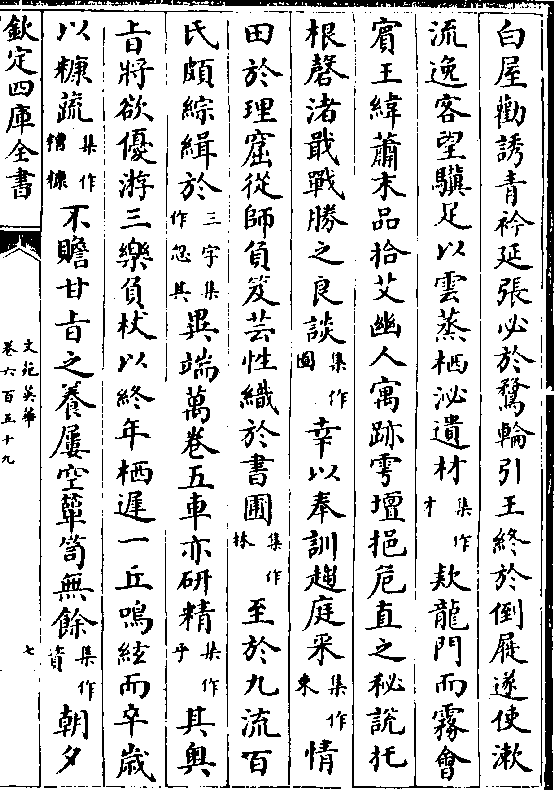 白屋勸誘青衿延張必於騖輪引王終於倒屣遂使漱
流逸客望驥足以雲蒸栖泌遺材集作才欵龍門而霧會
賓王緯蕭末品拾艾幽人寓跡雩壇挹危直之秘說托
根磬渚戢戰勝之良談集作圖幸以奉訓趨庭采集作束情
田於理窟從師負笈芸性織於書圃集作林至於九流百
氏頗綜緝於三字集作忽其異端萬卷五車亦研精集作乎其奥
旨將欲優游三樂負杖以終年栖遲一丘鳴絃而卒歲
以糠疏集作糟糠不贍甘旨之養屢空簞笥無餘集作資朝夕
欽定四庫全書
文苑英華
卷六百五十九
七